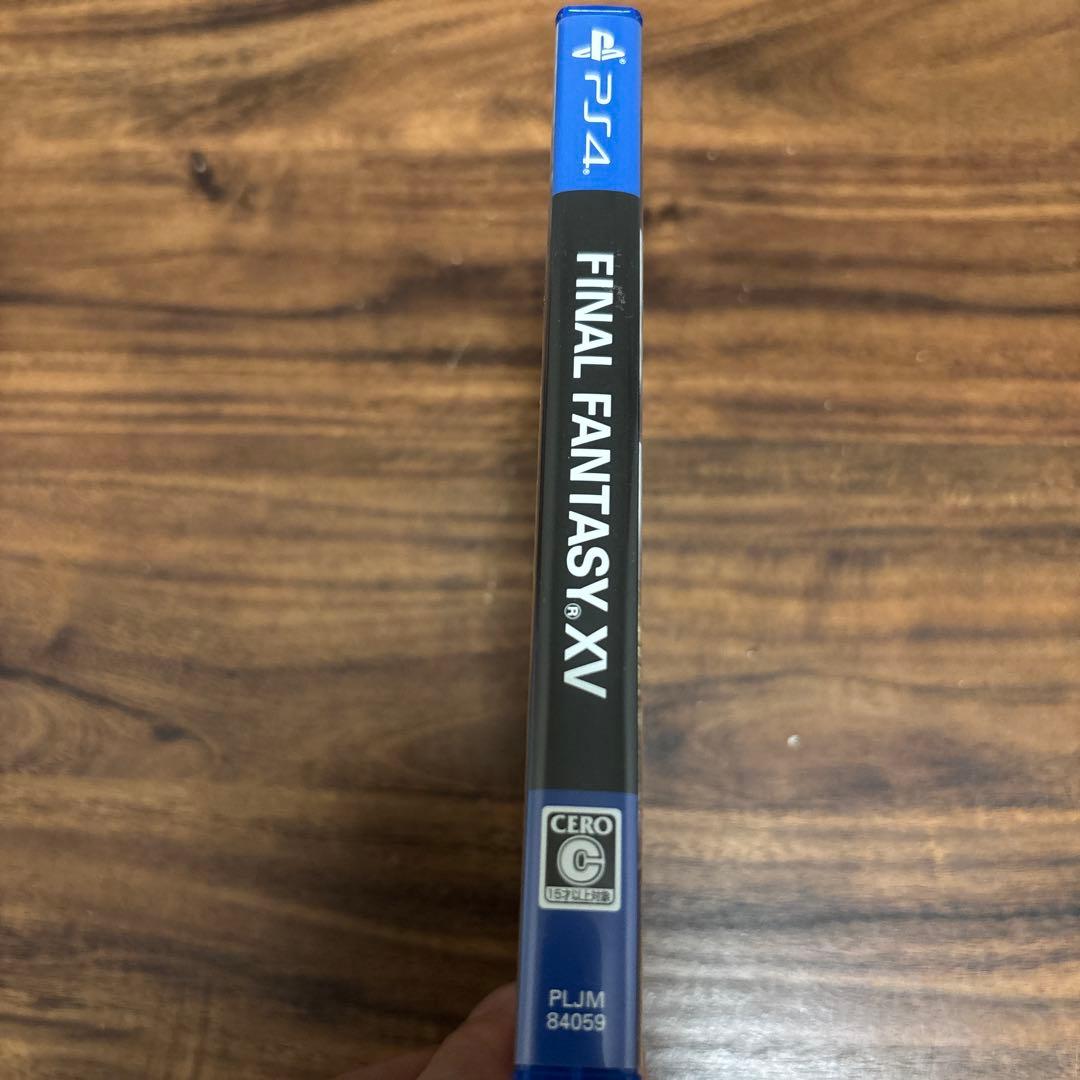 PS4®
FINAL FANTASY® XV
CERO
C
15才以上対象
PLJM
84059